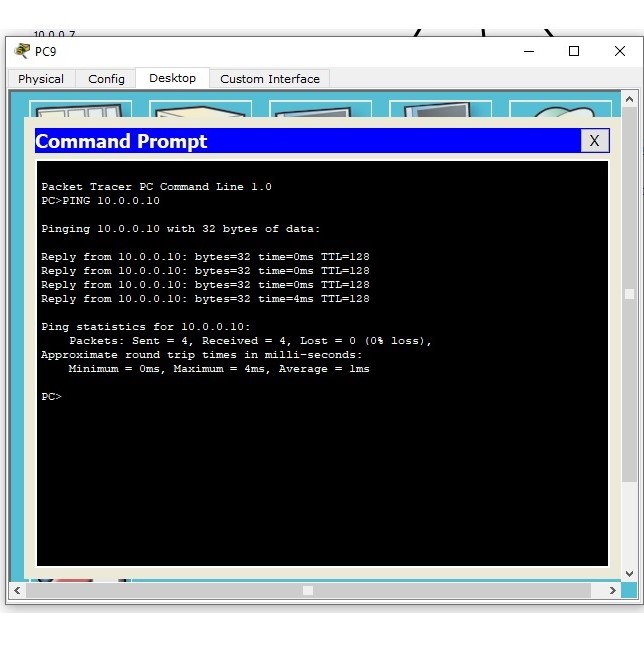 10.0.0.7
PC9
Physical Config Desktop Custom Interface
Command Prompt X
Packet Tracer PC Command Line 1.0
PC>PING 10.0.0.10
Pinging 10.0.0.10 with 32 bytes of data:
Reply from 10.0.0.10: bytes=32 time=0ms TTL=128
Reply from 10.0.0.10: bytes=32 time=0ms TTL=128
Reply from 10.0.0.10: bytes=32 time=0ms TTL=128
Reply from 10.0.0.10: bytes=32 time=4ms TTL=128
Ping statistics for 10.0.0.10:
Packets: Sent = 4, Received = 4, Lost = 0 (0% loss),
Approximate round trip times in milli-seconds:
Minimum = 0ms, Maximum = 4ms, Average = 1ms
PC>